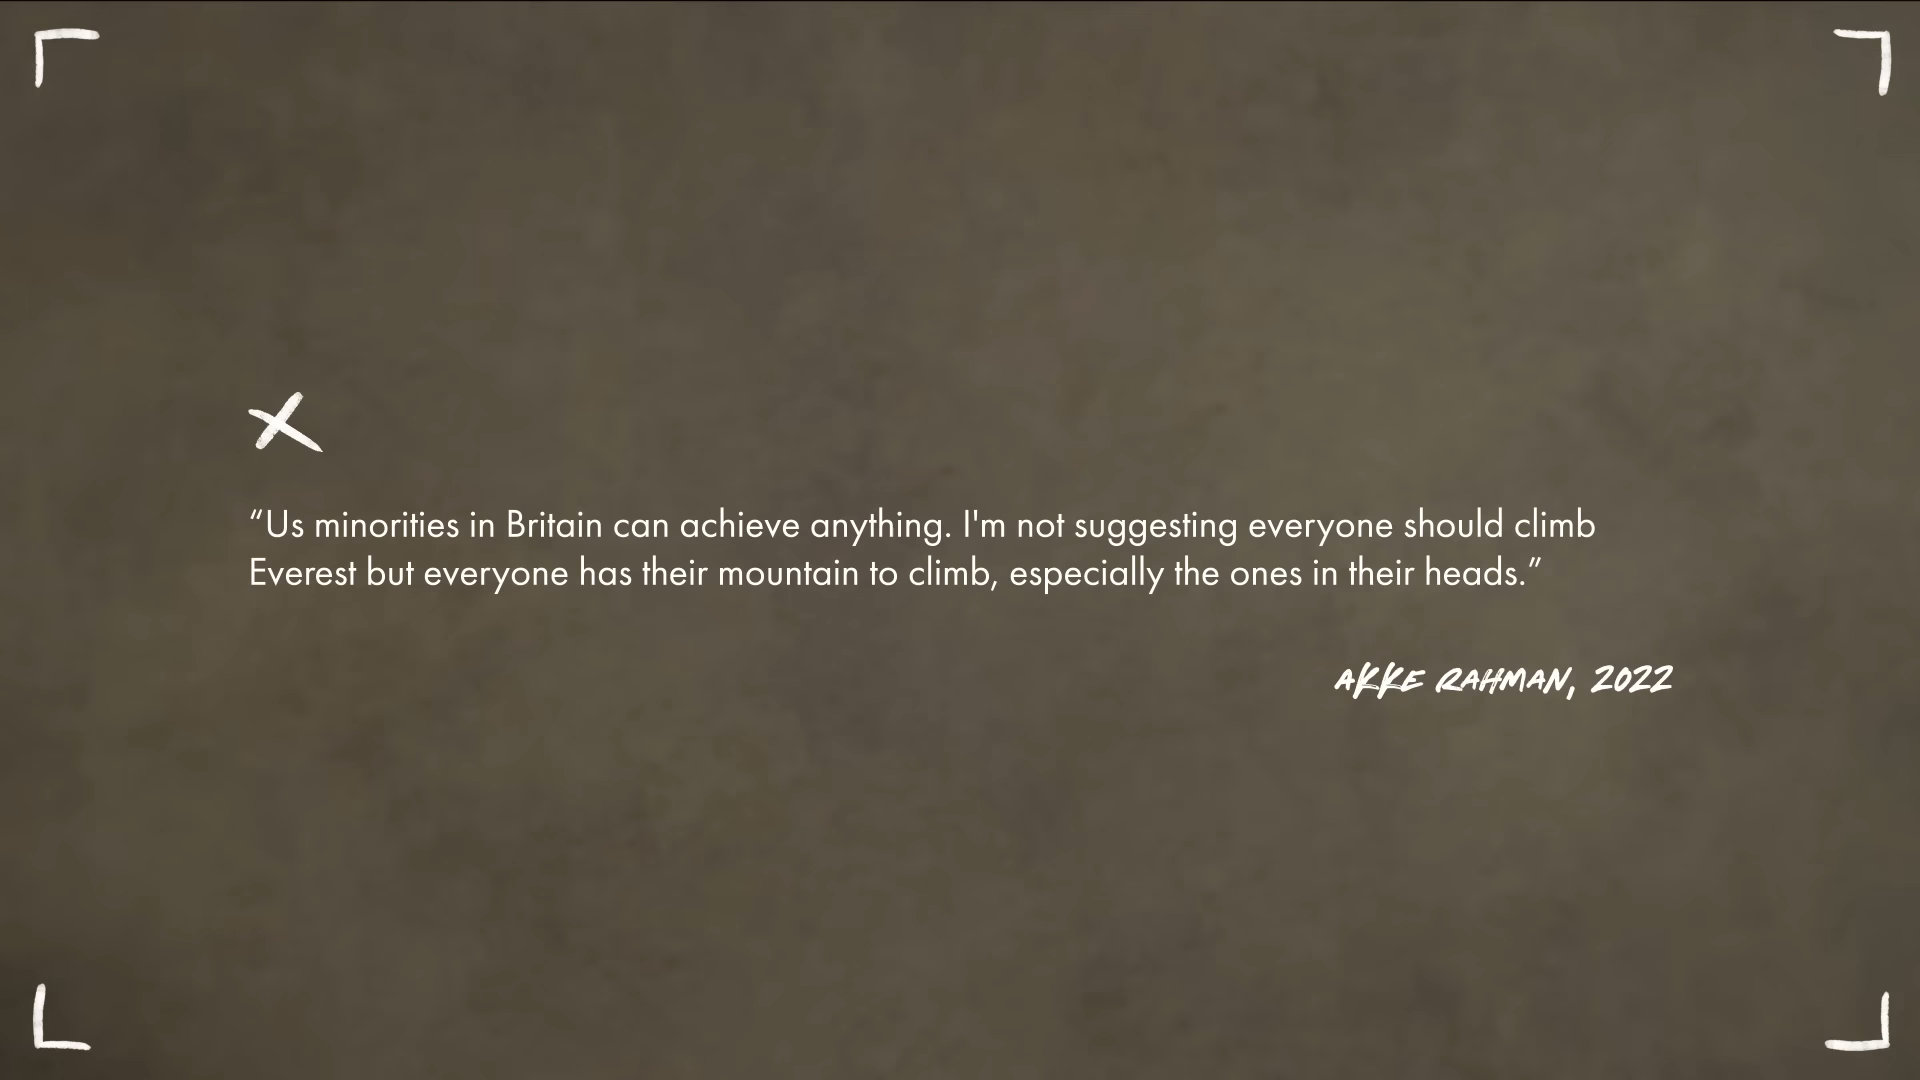 “Us minorities in Britain can achieve anything. I'm not suggesting everyone should climb
Everest but everyone has their mountain to climb, especially the ones in their heads.”
AKKE RAHMAN, 2022